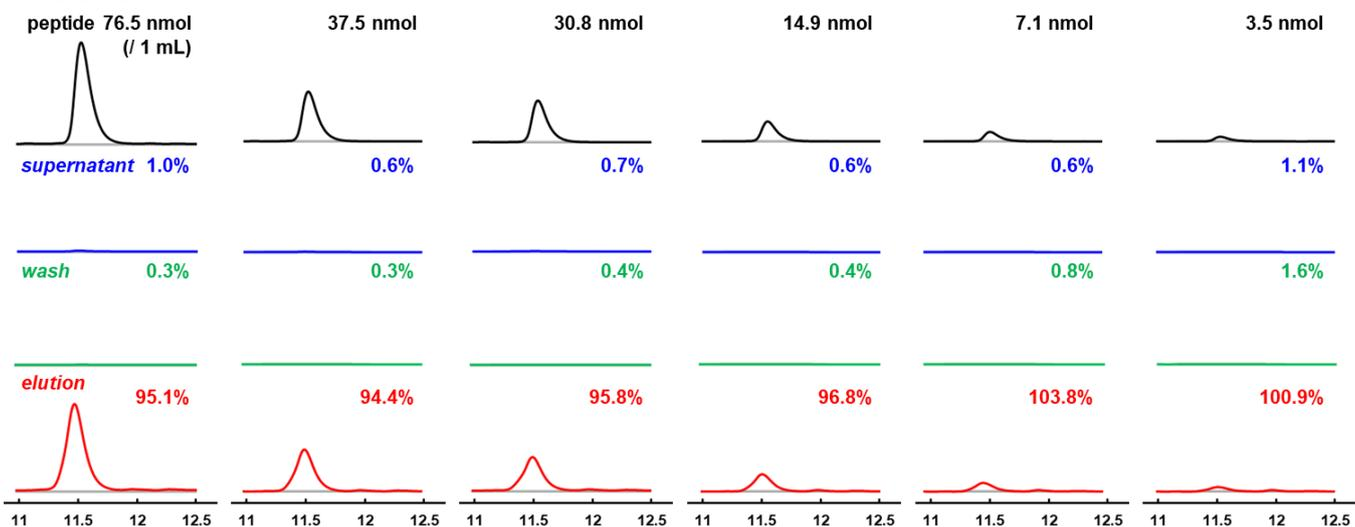 peptide 76.5 nmol 37.5 nmol 30.8 nmol 14.9 nmol 7.1 nmol 3.5 nmol
(/ 1 mL)
supernatant 1.0% 0.6% 0.7% 0.6% 0.6% 1.1%
wash 0.3% 0.3% 0.4% 0.4% 0.8% 1.6%
elution
95.1% 94.4% 95.8% 96.8% 103.8% 100.9%
11 11.5 12 12.5 11 11.5 12 12.5 11 11.5 12 12.5 11 11.5 12 12.5 11 11.5 12 12.5 11 11.5 12 12.5